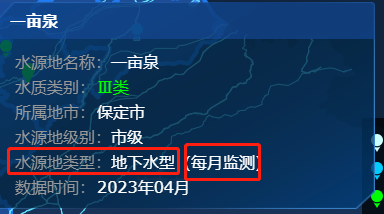 一亩泉
水源地名称：一亩泉
水质类别：Ⅲ类
所属地市：保定市
水源地级别：市级
水源地类型：地下水型（每月监测）
数据时间：2023年04月